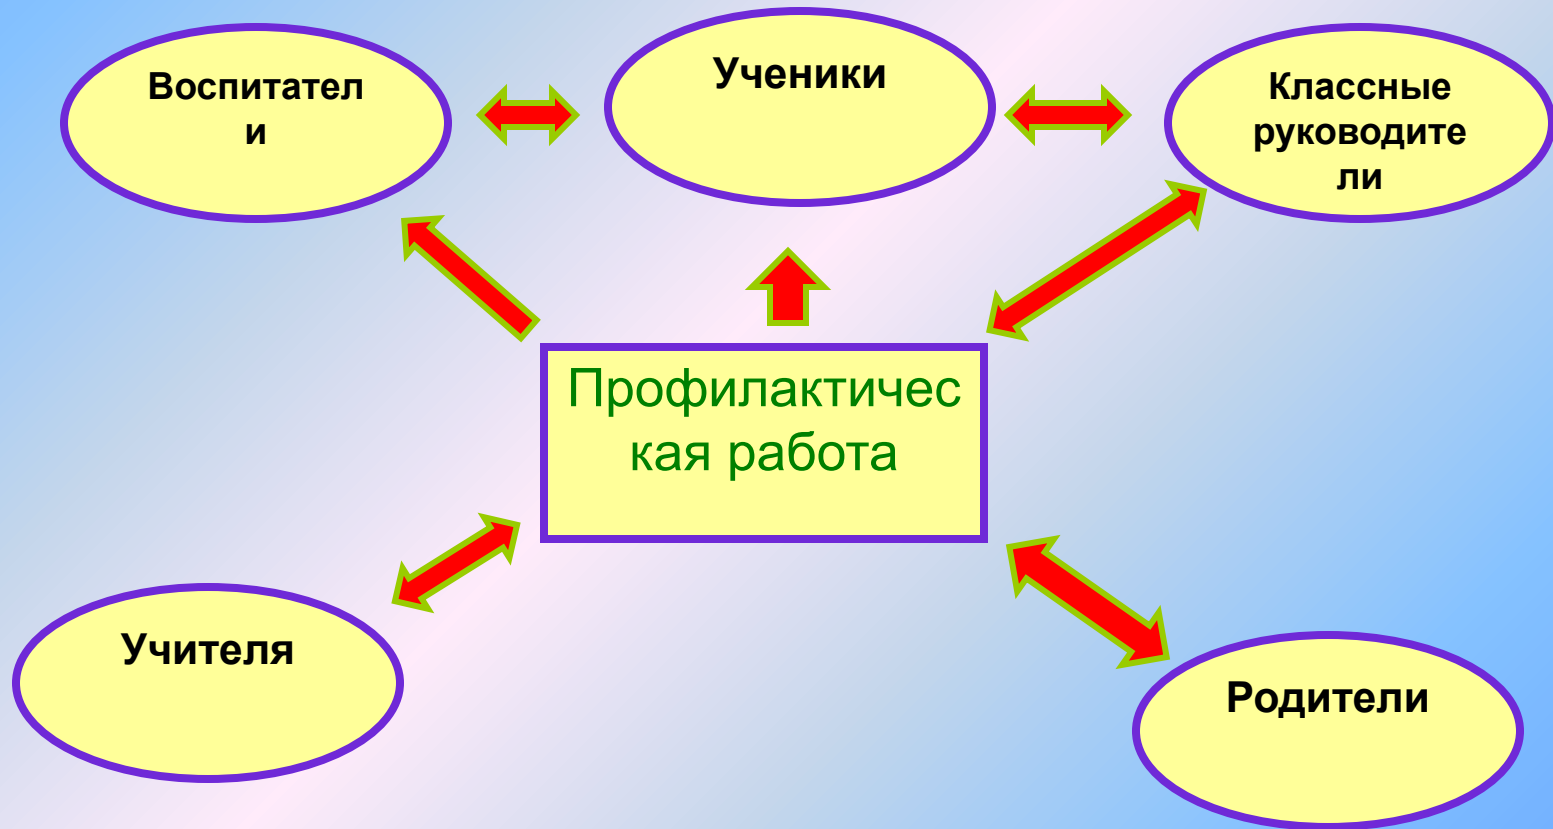 Воспитател
и
Ученики
Классные
руководите
ли
Профилактичес
кая работа
Учителя
Родители